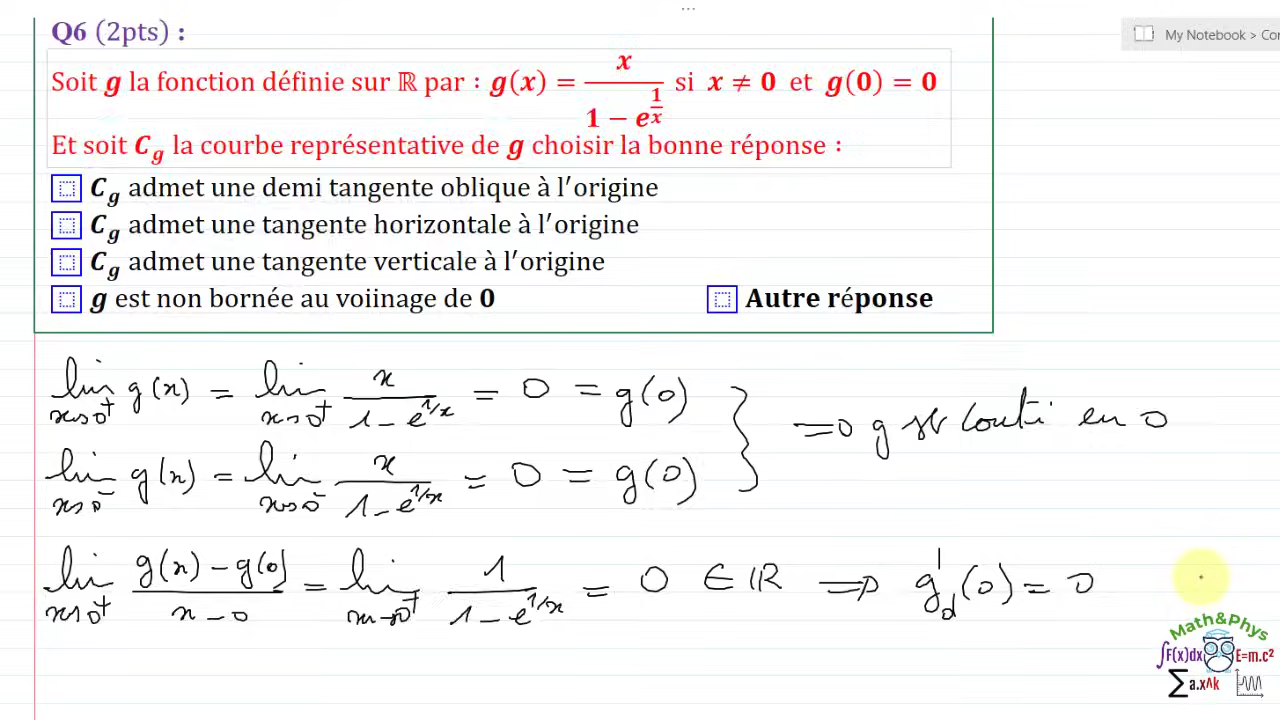 ...
My Notebook > Con
Q6 (2pts) :
Soit g la fonction définie sur ℝ par : g(x) = x / (1 − e^(1/x)) si x ≠ 0 et g(0) = 0
Et soit C_g la courbe représentative de g choisir la bonne réponse :
C_g admet une demi tangente oblique à l'origine
C_g admet une tangente horizontale à l'origine
C_g admet une tangente verticale à l'origine
g est non bornée au voiinage de 0
Autre réponse
lim x→0⁺ g(x) = lim x→0⁺ x / (1 − e^(1/x)) = 0 = g(0)
lim x→0⁻ g(x) = lim x→0⁻ x / (1 − e^(1/x)) = 0 = g(0)
} ⟹ g est conti en 0
lim x→0⁺ (g(x) − g(0)) / (x − 0) = lim x→0⁺ 1 / (1 − e^(1/x)) = 0 ∈ ℝ ⟹ g'_d(0) = 0
Math&Phys
∫F(x)dx E=m.c²
∑ a.x∧k